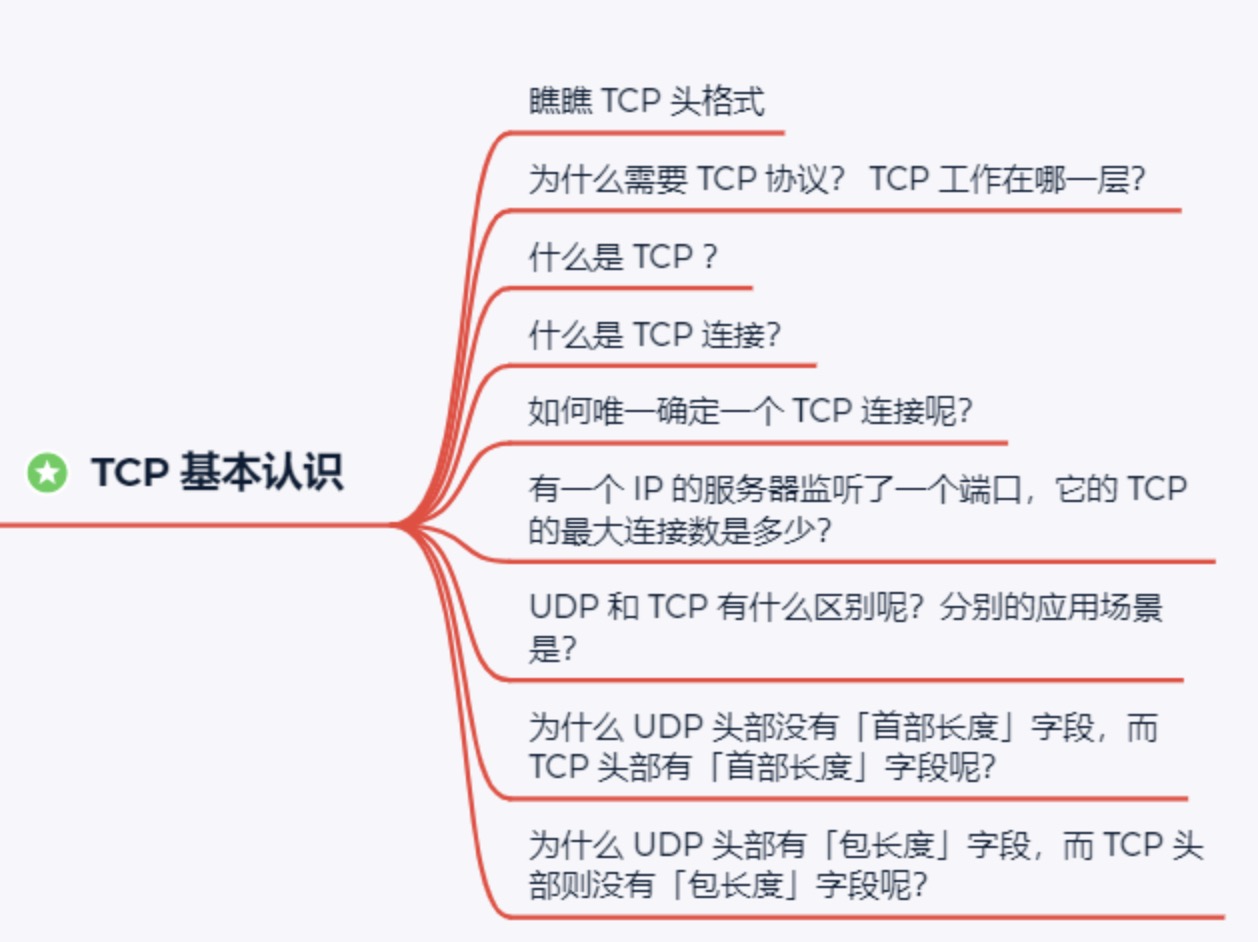 瞧瞧 TCP 头格式
为什么需要 TCP 协议? TCP 工作在哪一层?
什么是 TCP ?
什么是 TCP 连接?
如何唯一确定一个 TCP 连接呢?
TCP 基本认识
有一个 IP 的服务器监听了一个端口，它的 TCP
的最大连接数是多少?
UDP 和 TCP 有什么区别呢? 分别的应用场景
是?
为什么 UDP 头部没有「首部长度」字段，而
TCP 头部有「首部长度」字段呢?
为什么 UDP 头部有「包长度」字段，而 TCP 头
部则没有「包长度」字段呢?